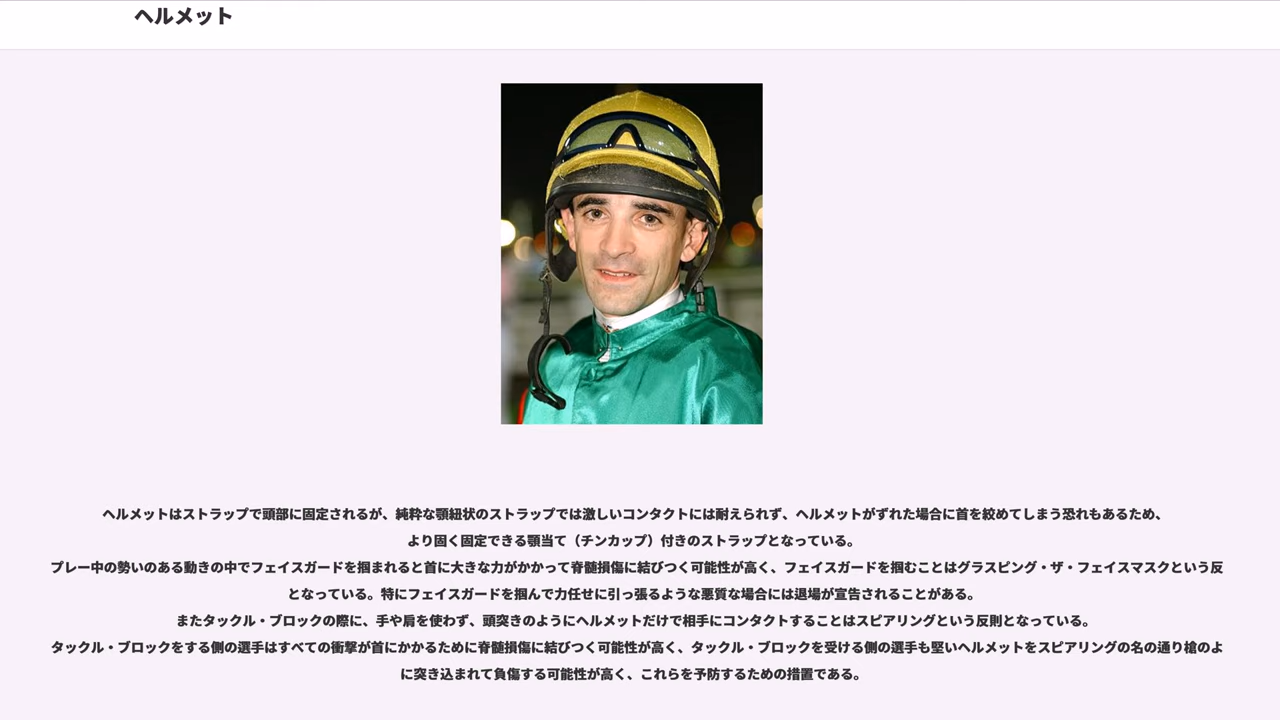 ヘルメット
ヘルメットはストラップで頭部に固定されるが、純粋な顎紐状のストラップでは激しいコンタクトには耐えられず、ヘルメットがずれた場合に首を絞めてしまう恐れもあるため、
より固く固定できる顎当て（チンカップ）付きのストラップとなっている。
プレー中の勢いのある動きの中でフェイスガードを掴まれると首に大きな力がかかって脊髄損傷に結びつく可能性が高く、フェイスガードを掴むことはグラスピング・ザ・フェイスマスクという反
となっている。特にフェイスガードを掴んで力任せに引っ張るような悪質な場合には退場が宣告されることがある。
またタックル・ブロックの際に、手や肩を使わず、頭突きのようにヘルメットだけで相手にコンタクトすることはスピアリングという反則となっている。
タックル・ブロックをする側の選手はすべての衝撃が首にかかるために脊髄損傷に結びつく可能性が高く、タックル・ブロックを受ける側の選手も堅いヘルメットをスピアリングの名の通り槍のよ
に突き込まれて負傷する可能性が高く、これらを予防するための措置である。